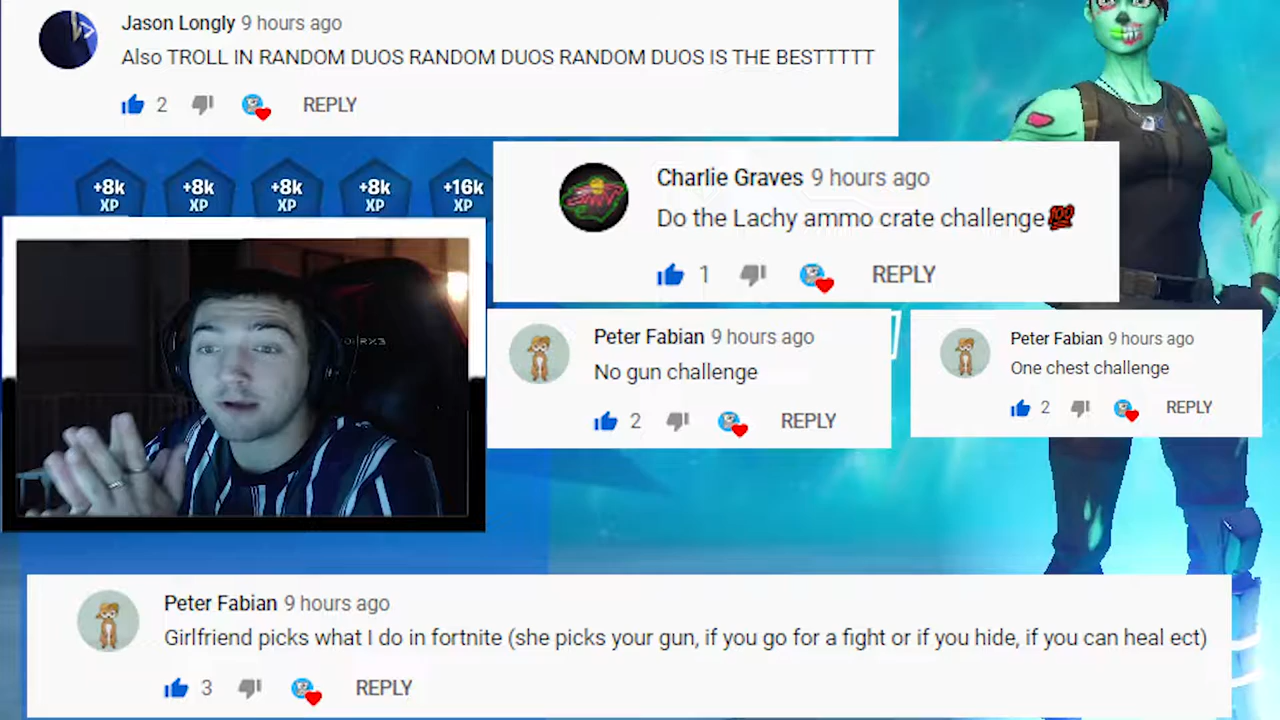 Jason Longly 9 hours ago
Also TROLL IN RANDOM DUOS RANDOM DUOS RANDOM DUOS IS THE BESTTTTT
2 REPLY
+8k XP +8k XP +8k XP +8k XP +16k XP
Charlie Graves 9 hours ago
Do the Lachy ammo crate challenge💯
1 REPLY
Peter Fabian 9 hours ago
No gun challenge
2 REPLY
Peter Fabian 9 hours ago
One chest challenge
2 REPLY
Peter Fabian 9 hours ago
Girlfriend picks what I do in fortnite (she picks your gun, if you go for a fight or if you hide, if you can heal ect)
3 REPLY